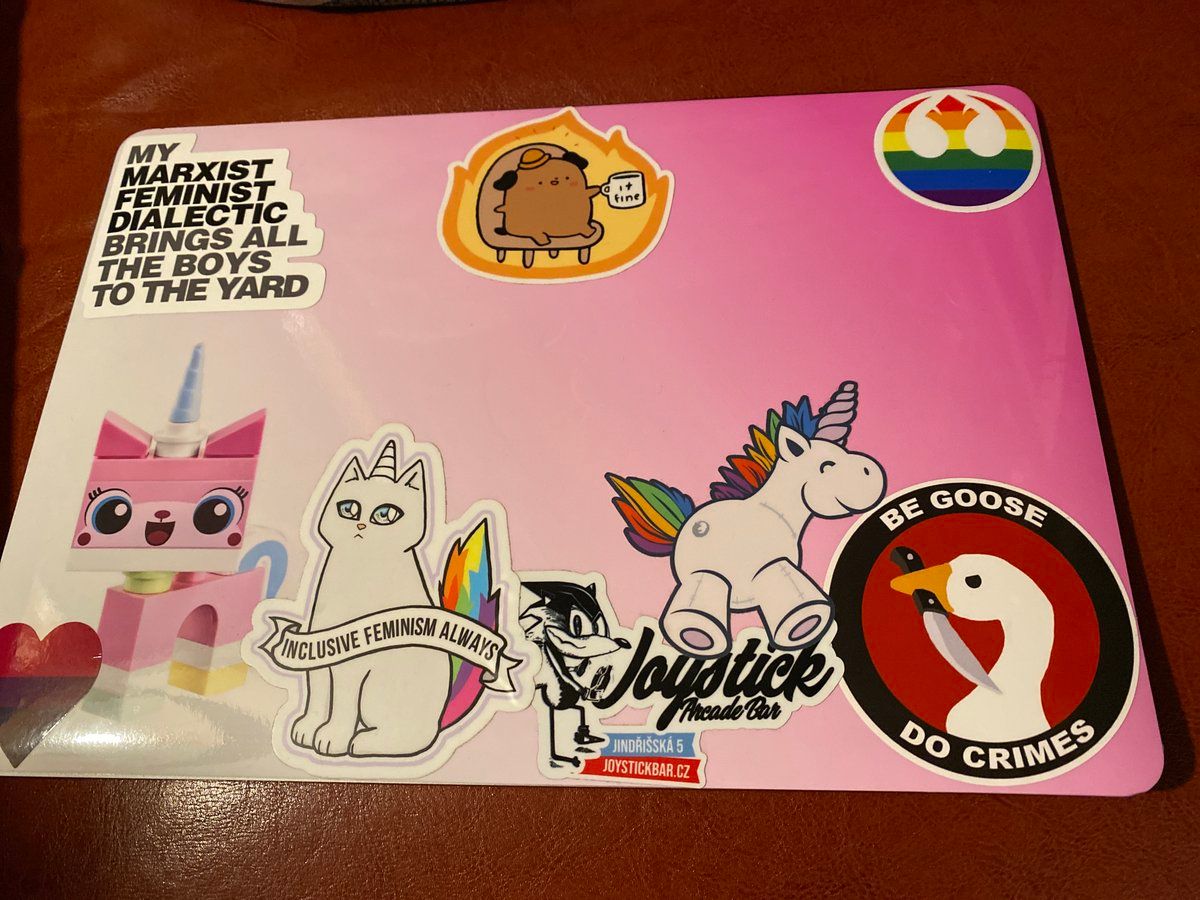 MY
MARXIST
FEMINIST
DIALECTIC
BRINGS ALL
THE BOYS
TO THE YARD
it
fine
INCLUSIVE FEMINISM ALWAYS
Joystick
Arcade Bar
JINDŘIŠSKÁ 5
JOYSTICKBAR.CZ
BE GOOSE
DO CRIMES